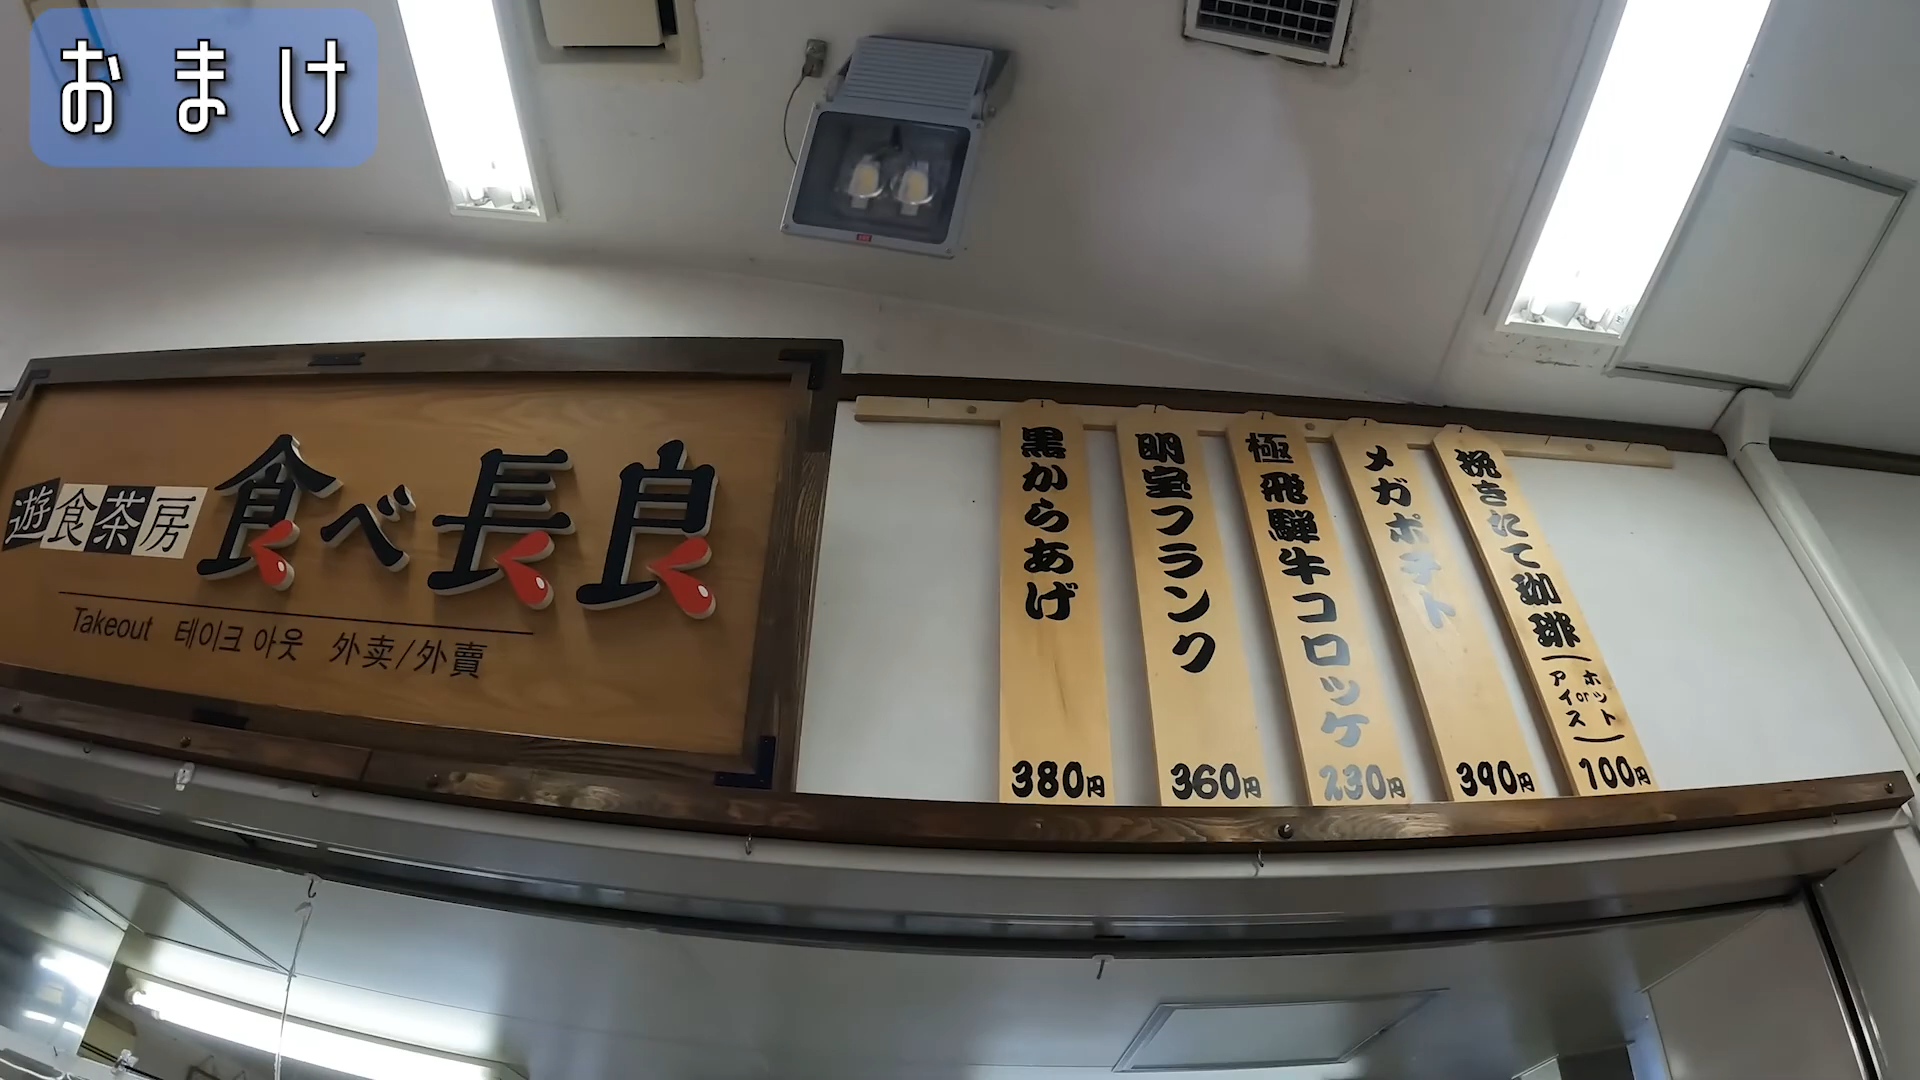 おまけ
遊食茶房
食べ長良
Takeout 테이크 아웃 外卖/外賣
黒からあげ
380円
明宝フランク
360円
極飛騨牛コロッケ
230円
メガポテト
390円
挽きたて珈琲
(ホット
or
アイス)
100円